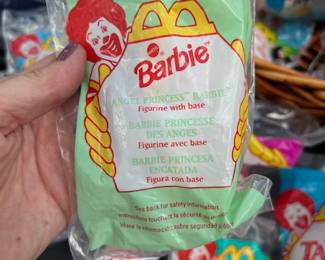 Barbie
ANGEL PRINCESS™ BARBIE®
Figurine with base
BARBIE PRINCESSE
DES ANGES
Figurine avec base
BARBIE PRINCESA
ENCATADA
Figura con base
See back for safety information.